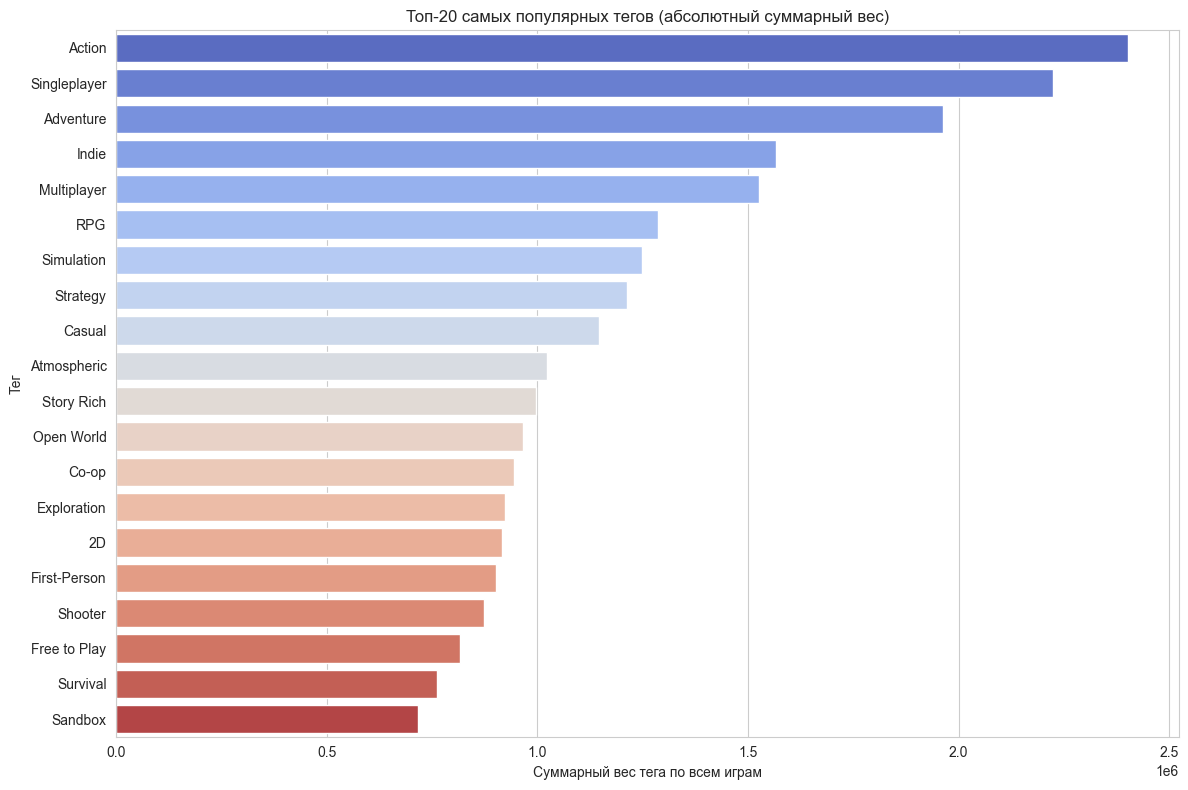 Топ-20 самых популярных тегов (абсолютный суммарный вес)
Тег
Action
Singleplayer
Adventure
Indie
Multiplayer
RPG
Simulation
Strategy
Casual
Atmospheric
Story Rich
Open World
Co-op
Exploration
2D
First-Person
Shooter
Free to Play
Survival
Sandbox
0.0 0.5 1.0 1.5 2.0 2.5
1e6
Суммарный вес тега по всем играм